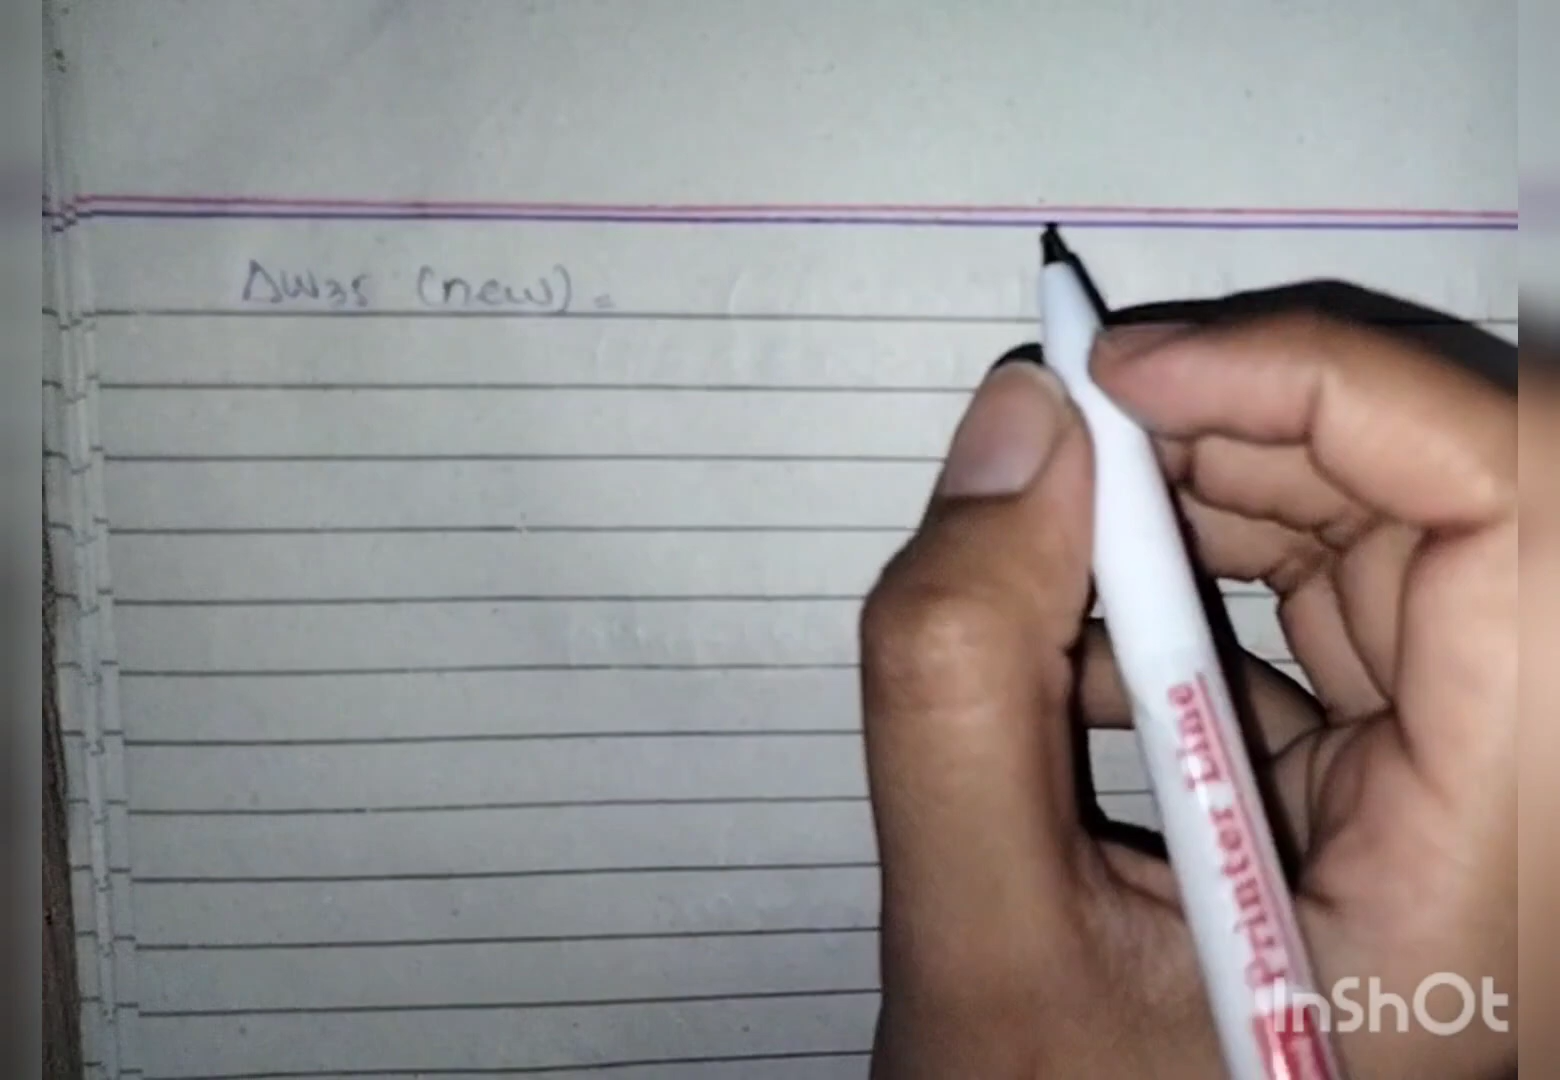 ΔW35 (new) =
Printer Line
InShOt